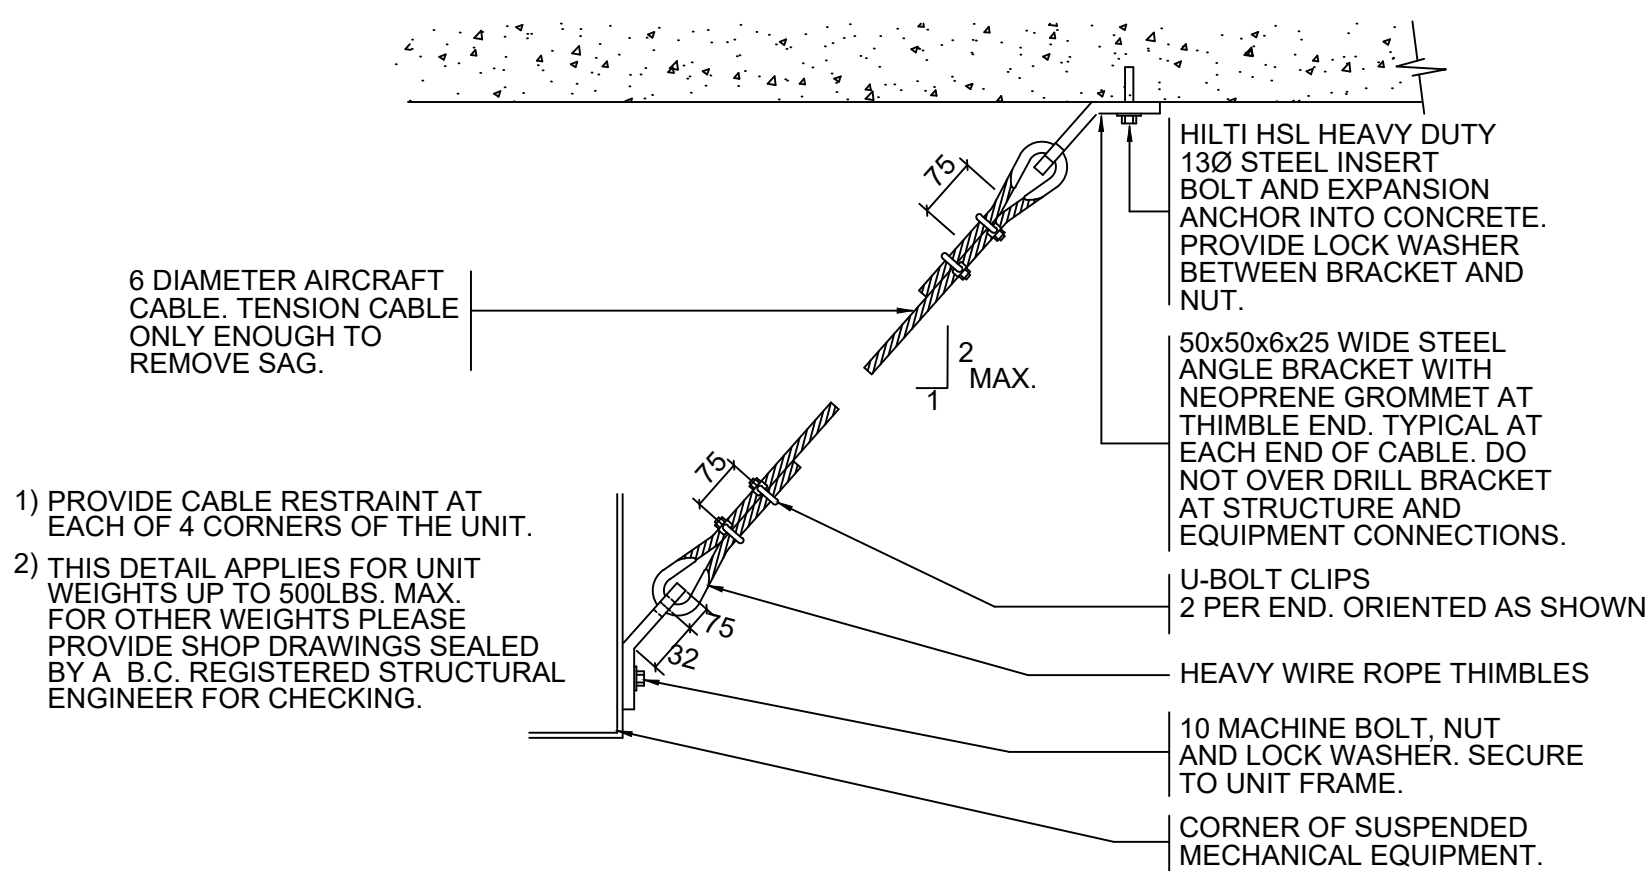 HILTI HSL HEAVY DUTY
13Ø STEEL INSERT
BOLT AND EXPANSION
ANCHOR INTO CONCRETE.
PROVIDE LOCK WASHER
BETWEEN BRACKET AND
NUT.
75
6 DIAMETER AIRCRAFT
CABLE. TENSION CABLE
ONLY ENOUGH TO
REMOVE SAG.
2
MAX.
1
50x50x6x25 WIDE STEEL
ANGLE BRACKET WITH
NEOPRENE GROMMET AT
THIMBLE END. TYPICAL AT
EACH END OF CABLE. DO
NOT OVER DRILL BRACKET
AT STRUCTURE AND
EQUIPMENT CONNECTIONS.
75
1) PROVIDE CABLE RESTRAINT AT
EACH OF 4 CORNERS OF THE UNIT.
2) THIS DETAIL APPLIES FOR UNIT
WEIGHTS UP TO 500LBS. MAX.
FOR OTHER WEIGHTS PLEASE
PROVIDE SHOP DRAWINGS SEALED
BY A B.C. REGISTERED STRUCTURAL
ENGINEER FOR CHECKING.
U-BOLT CLIPS
2 PER END. ORIENTED AS SHOWN
75
32
HEAVY WIRE ROPE THIMBLES
10 MACHINE BOLT, NUT
AND LOCK WASHER. SECURE
TO UNIT FRAME.
CORNER OF SUSPENDED
MECHANICAL EQUIPMENT.